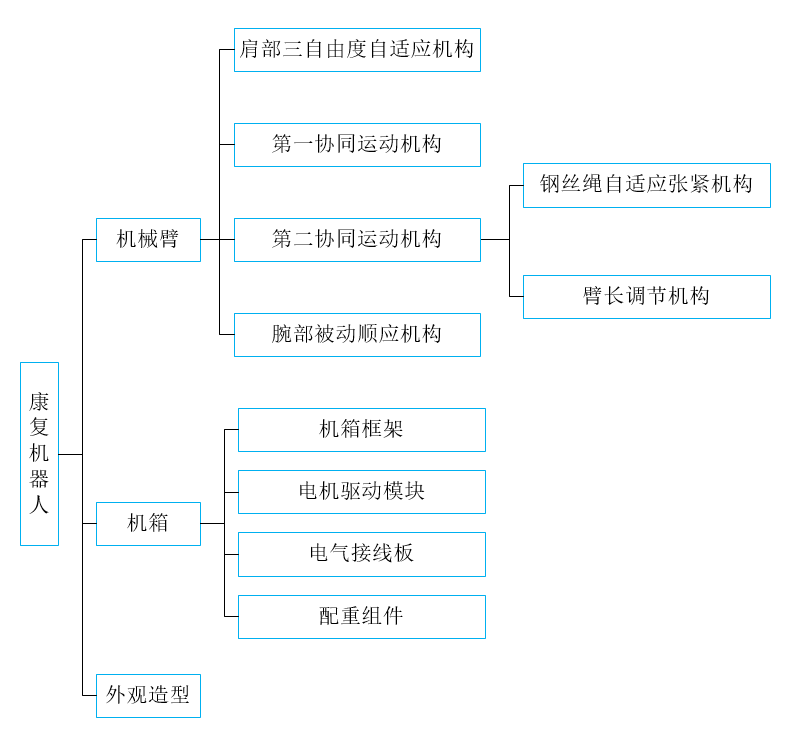 肩部三自由度自适应机构
第一协同运动机构
钢丝绳自适应张紧机构
机械臂
第二协同运动机构
臂长调节机构
腕部被动顺应机构
康复机器人
机箱框架
电机驱动模块
机箱
电气接线板
配重组件
外观造型